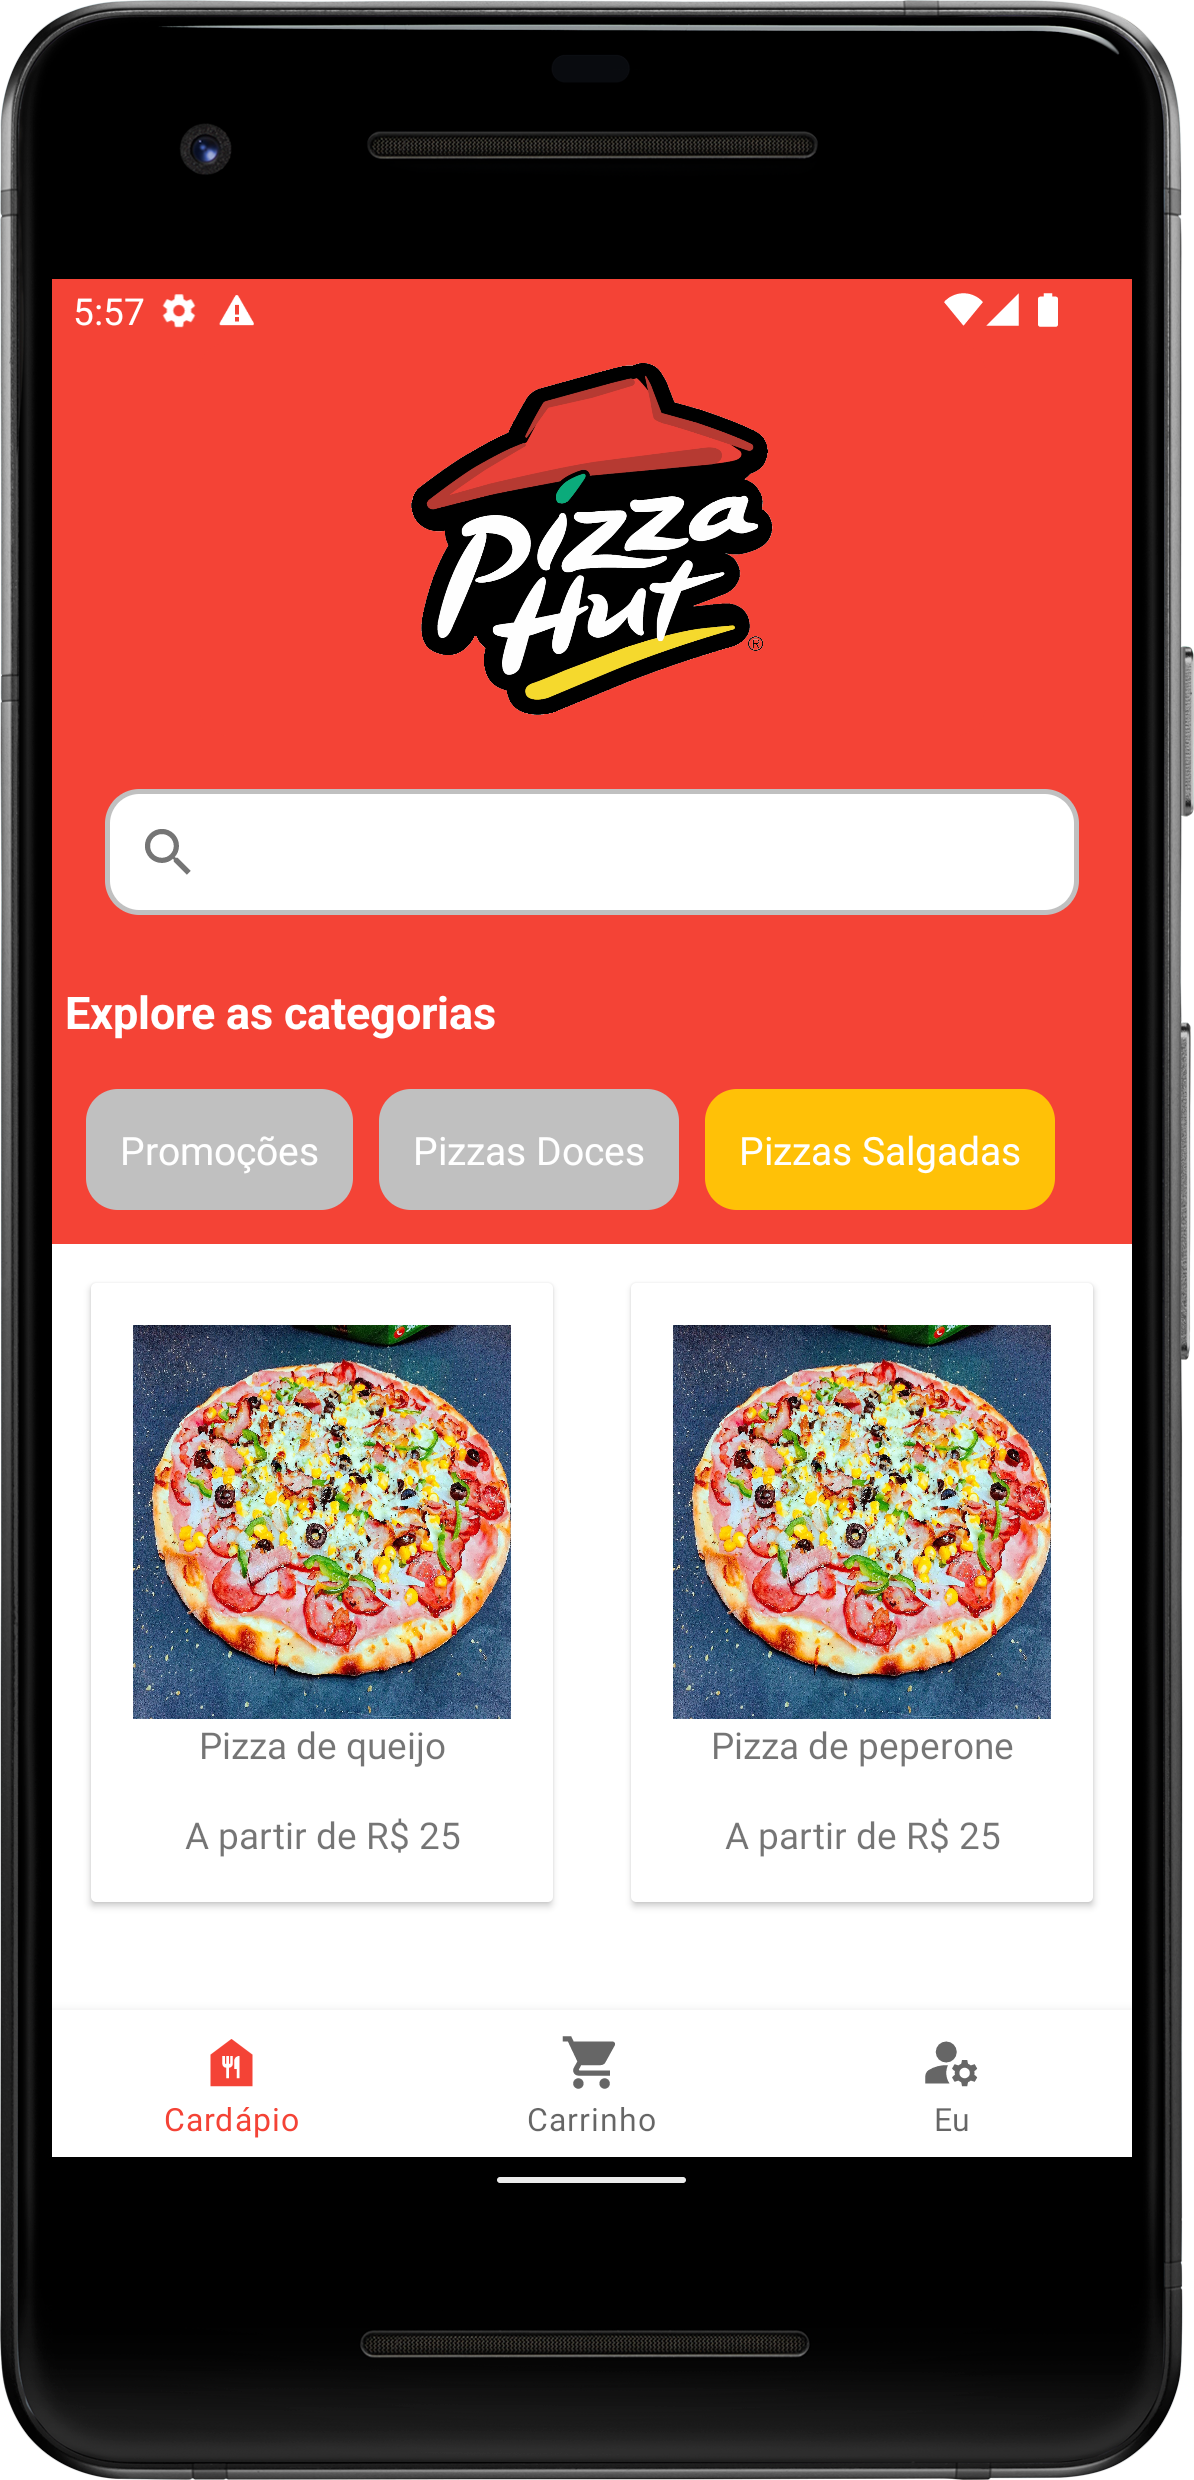 5:57
Pizza
Hut
®
Explore as categorias
Promoções
Pizzas Doces
Pizzas Salgadas
Pizza de queijo
Pizza de peperone
A partir de R$ 25
A partir de R$ 25
Cardápio
Carrinho
Eu